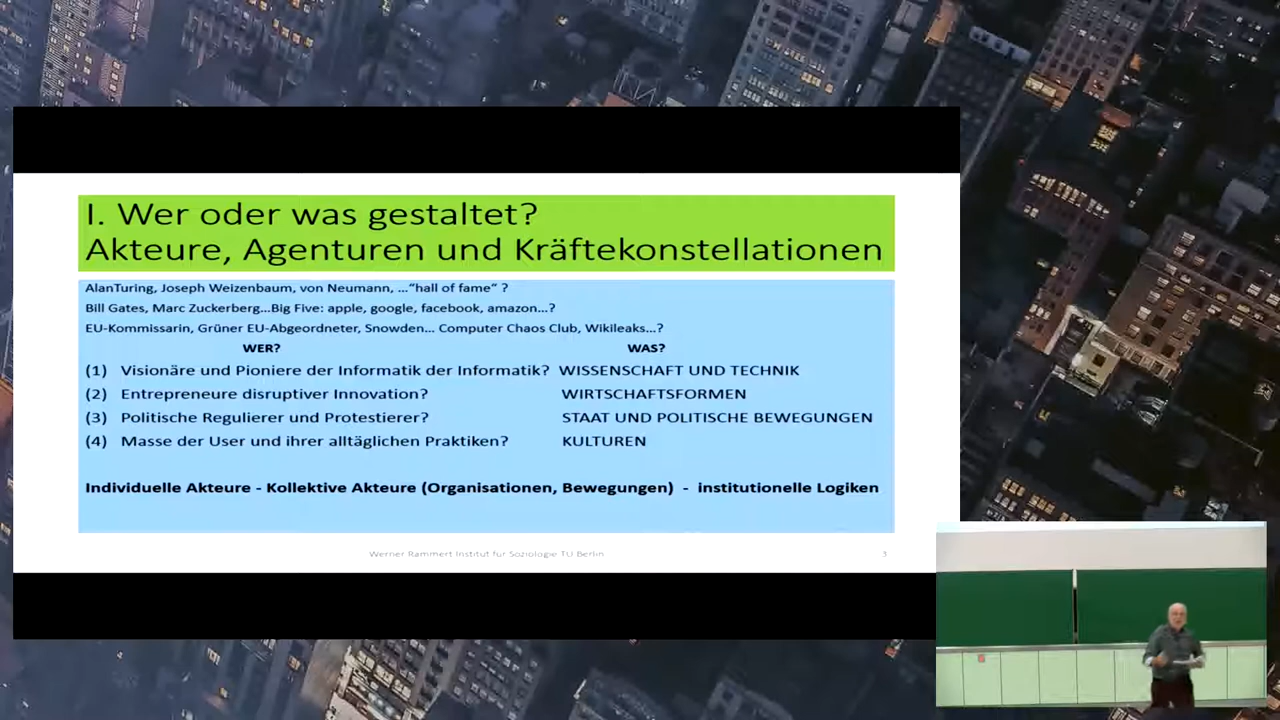 I. Wer oder was gestaltet?
Akteure, Agenturen und Kräftekonstellationen
AlanTuring, Joseph Weizenbaum, von Neumann, ...“hall of fame“ ?
Bill Gates, Marc Zuckerberg...Big Five: apple, google, facebook, amazon...?
EU-Kommissarin, Grüner EU-Abgeordneter, Snowden... Computer Chaos Club, Wikileaks...?
WER? WAS?
(1) Visionäre und Pioniere der Informatik der Informatik? WISSENSCHAFT UND TECHNIK
(2) Entrepreneure disruptiver Innovation? WIRTSCHAFTSFORMEN
(3) Politische Regulierer und Protestierer? STAAT UND POLITISCHE BEWEGUNGEN
(4) Masse der User und ihrer alltäglichen Praktiken? KULTUREN
Individuelle Akteure - Kollektive Akteure (Organisationen, Bewegungen) - institutionelle Logiken
Werner Rammert Institut für Soziologie TU Berlin 3